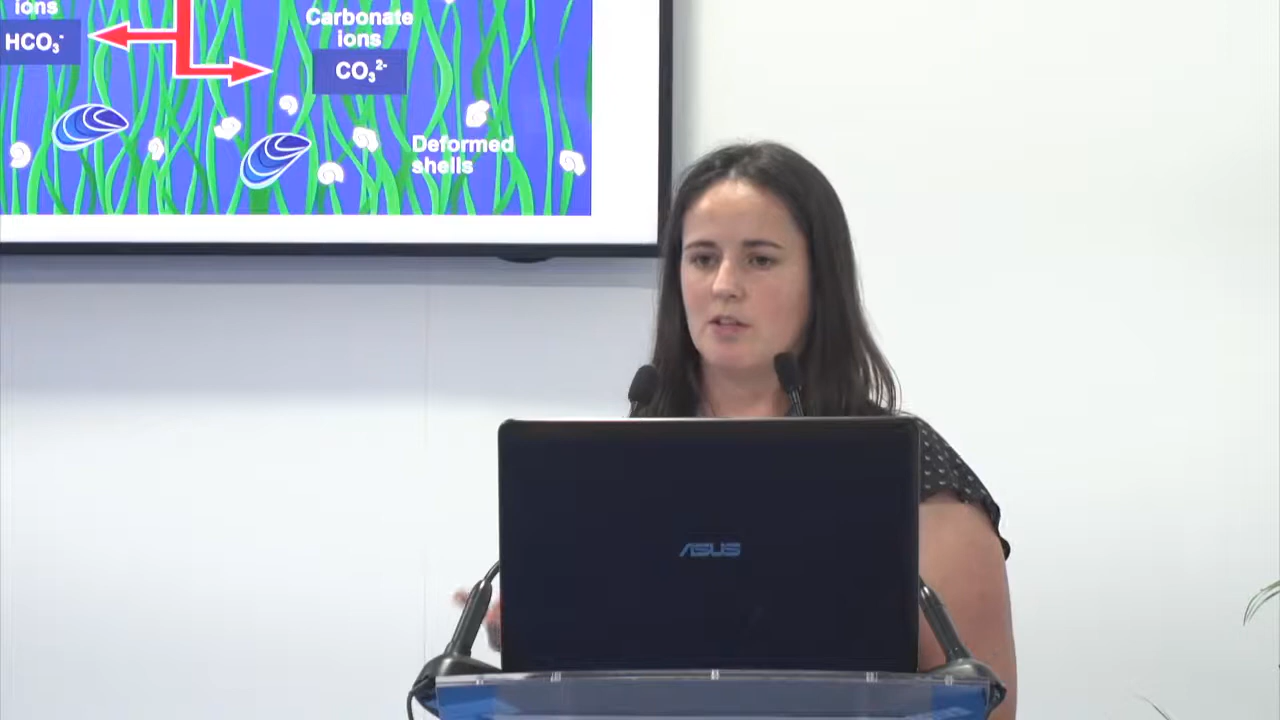 ions
HCO₃⁻
Carbonate
ions
CO₃²⁻
Deformed
shells
ASUS